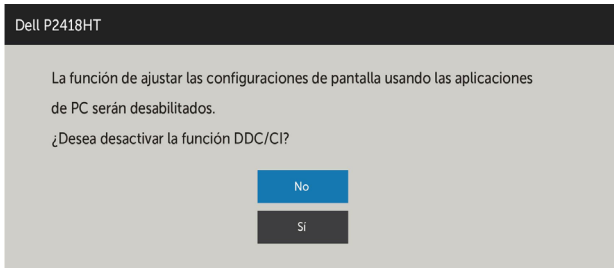 Dell P2418HT
La función de ajustar las configuraciones de pantalla usando las aplicaciones
de PC serán desabilitados.
¿Desea desactivar la función DDC/CI?
No
Sí